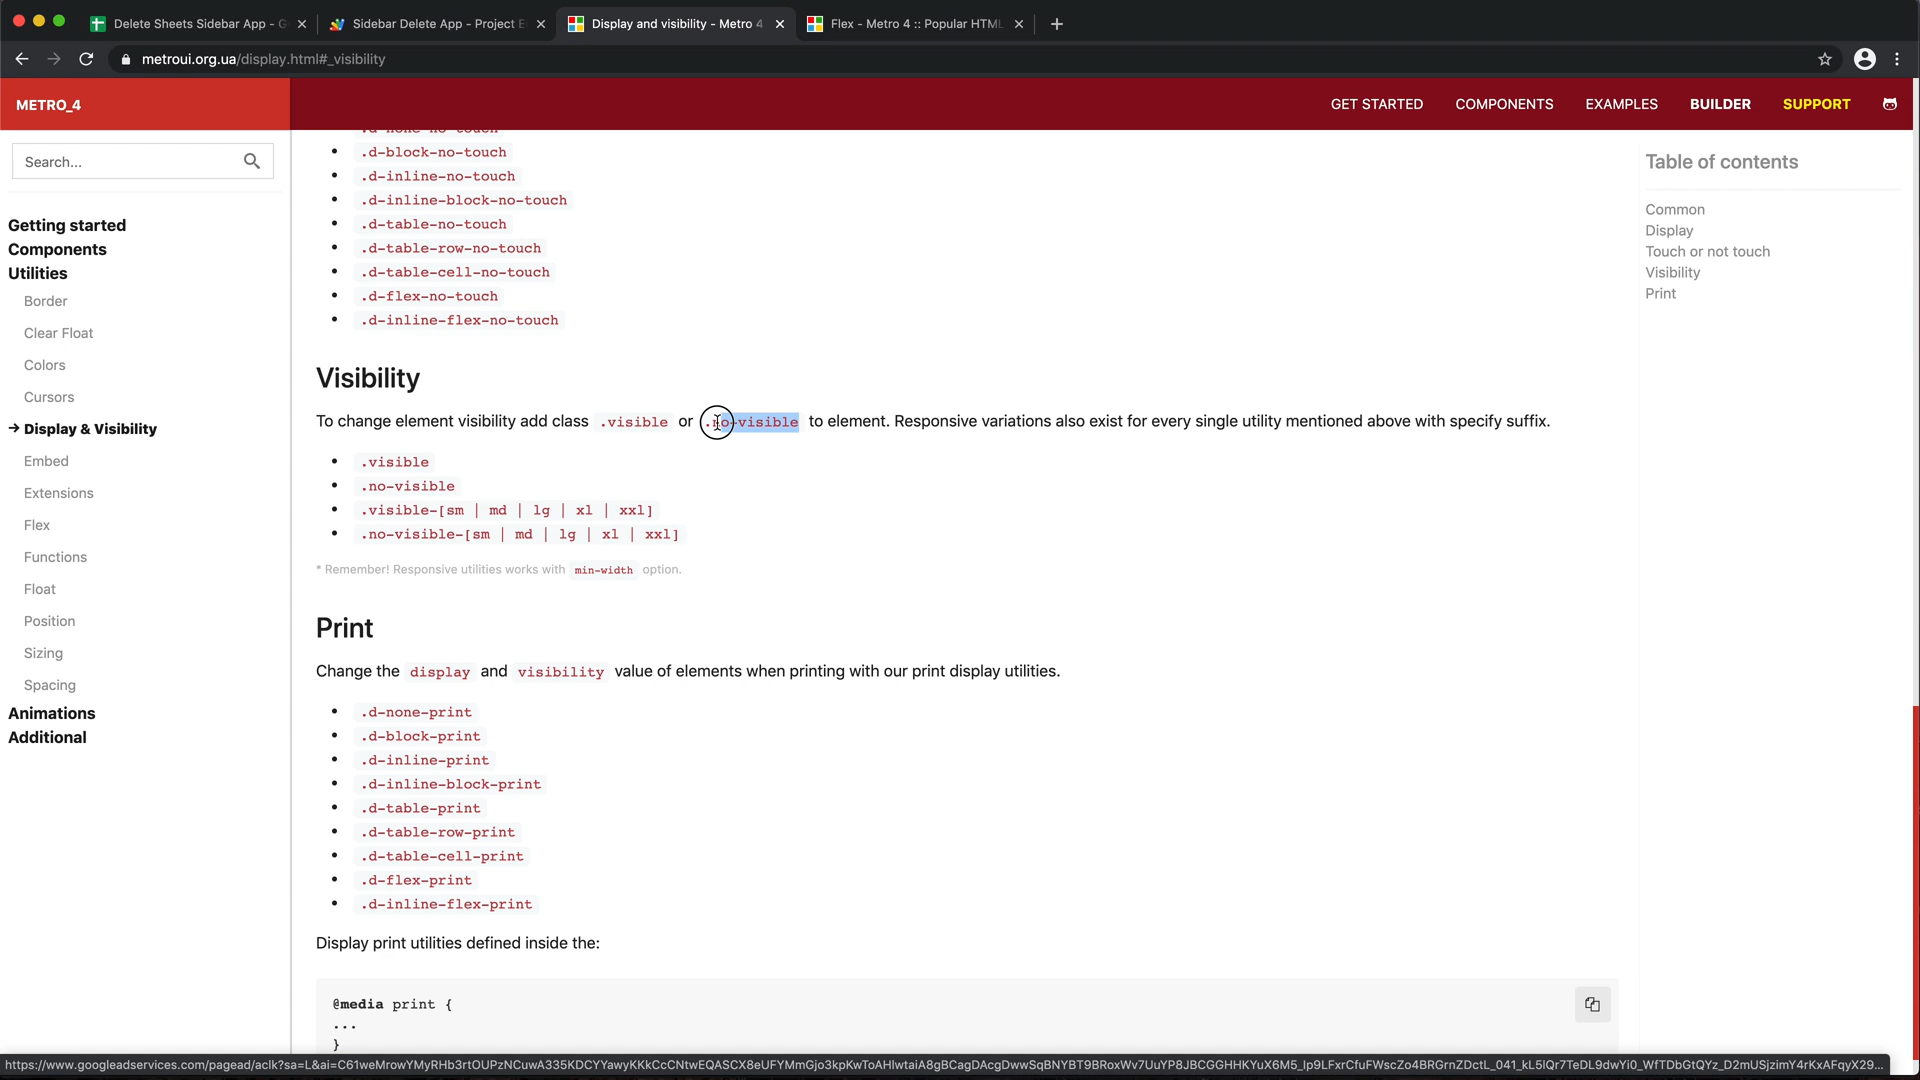 Delete Sheets Sidebar App - G
Sidebar Delete App - Project E
Display and visibility - Metro 4
Flex - Metro 4 :: Popular HTML
metroui.org.ua/display.html#_visibility
METRO_4
GET STARTED
COMPONENTS
EXAMPLES
BUILDER
SUPPORT
Search...
Getting started
Components
Utilities
Border
Clear Float
Colors
Cursors
Display & Visibility
Embed
Extensions
Flex
Functions
Float
Position
Sizing
Spacing
Animations
Additional
.d-none-no-touch
.d-block-no-touch
.d-inline-no-touch
.d-inline-block-no-touch
.d-table-no-touch
.d-table-row-no-touch
.d-table-cell-no-touch
.d-flex-no-touch
.d-inline-flex-no-touch
Visibility
To change element visibility add class .visible or .no-visible to element. Responsive variations also exist for every single utility mentioned above with specify suffix.
.visible
.no-visible
.visible-[sm | md | lg | xl | xxl]
.no-visible-[sm | md | lg | xl | xxl]
* Remember! Responsive utilities works with min-width option.
Print
Change the display and visibility value of elements when printing with our print display utilities.
.d-none-print
.d-block-print
.d-inline-print
.d-inline-block-print
.d-table-print
.d-table-row-print
.d-table-cell-print
.d-flex-print
.d-inline-flex-print
Display print utilities defined inside the:
@media print {
...
}
Table of contents
Common
Display
Touch or not touch
Visibility
Print